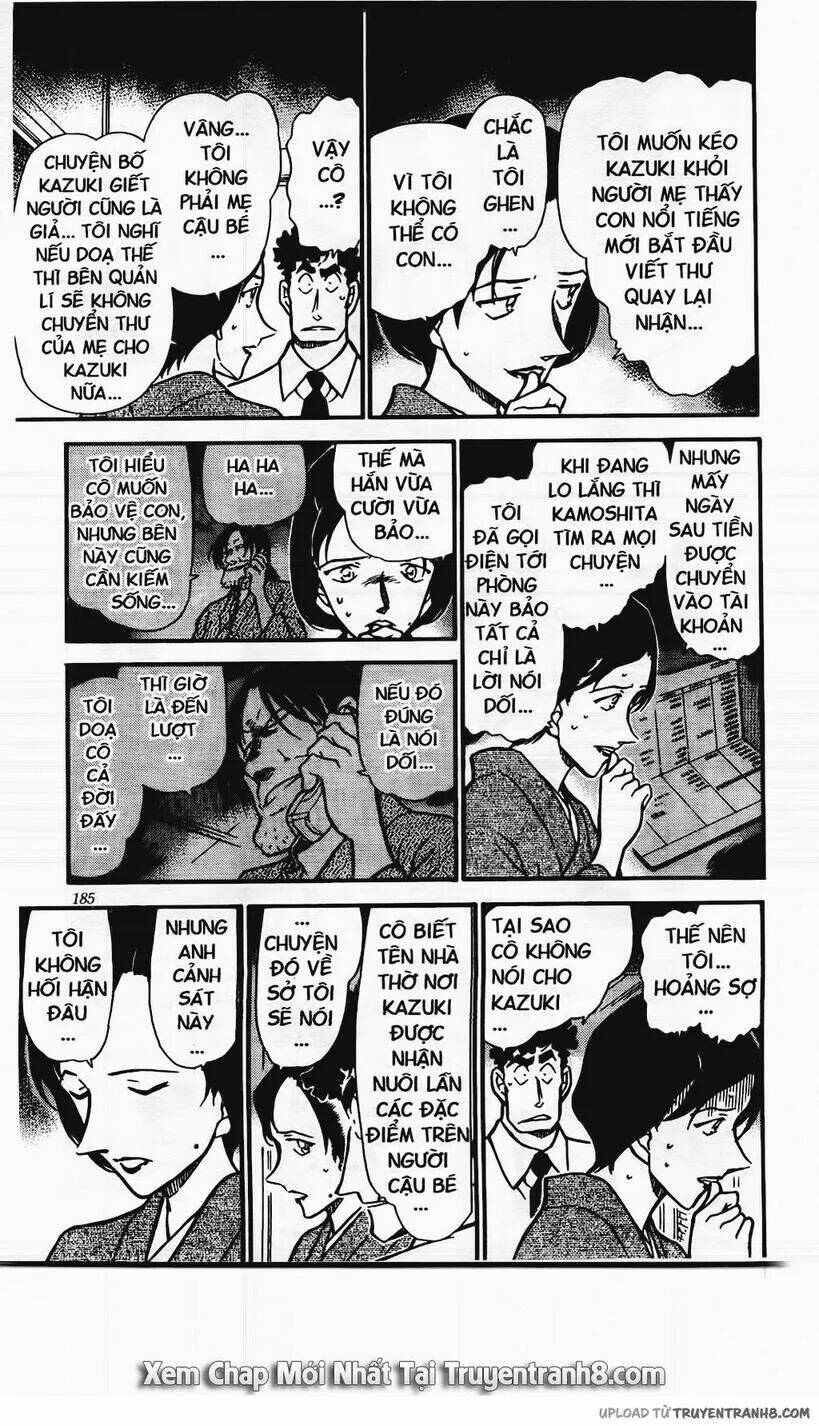 TÔI MUỐN KÉO
KAZUKI KHỎI
NGƯỜI MẸ THẤY
CON NỔI TIẾNG
MỚI BẮT ĐẦU
VIẾT THƯ
QUAY LẠI
NHẬN...
CHẮC
LÀ
TÔI
GHEN
...
VÌ TÔI
KHÔNG
THỂ CÓ
CON...
VẬY
CÔ
...?
VÂNG...
TÔI
KHÔNG
PHẢI MẸ
CẬU BÉ
...
CHUYỆN BỐ
KAZUKI GIẾT
NGƯỜI CŨNG LÀ
GIẢ... TÔI NGHĨ
NẾU DOẠ THẾ
THÌ BÊN QUẢN
LÍ SẼ KHÔNG
CHUYỂN THƯ
CỦA MẸ CHO
KAZUKI
NỮA...
NHƯNG
MẤY
NGÀY
SAU TIỀN
ĐƯỢC
CHUYỂN
VÀO TÀI
KHOẢN
...
KHI ĐANG
LO LẮNG THÌ
KAMOSHITA
TÌM RA MỌI
CHUYỆN
...
TÔI
ĐÃ GỌI
ĐIỆN TỚI
PHÒNG
NÀY BẢO
TẤT CẢ
CHỈ LÀ
LỜI NÓI
DỐI...
THẾ MÀ
HẮN VỪA
CƯỜI VỪA
BẢO...
HA HA
HA...
TÔI HIỂU
CÔ MUỐN
BẢO VỆ CON,
NHƯNG BÊN
NÀY CŨNG
CẦN KIẾM
SỐNG...
NẾU ĐÓ
ĐÚNG
LÀ NÓI
DỐI...
THÌ GIỜ
LÀ ĐẾN
LƯỢT
...
TÔI
DOẠ
CÔ
CẢ
ĐỜI
ĐẤY
...
185
THẾ NÊN
TÔI...
HOẢNG SỢ
...
TẠI SAO
CÔ KHÔNG
NÓI CHO
KAZUKI
...
CÔ BIẾT
TÊN NHÀ
THỜ NƠI
KAZUKI
ĐƯỢC
NHẬN
NUÔI LẪN
CÁC ĐẶC
ĐIỂM TRÊN
NGƯỜI
CẬU BÉ
...
...
CHUYỆN
ĐÓ VỀ
SỞ TÔI
SẼ NÓI
...
NHƯNG
ANH
CẢNH
SÁT
NÀY
...
TÔI
KHÔNG
HỐI HẬN
ĐÂU
...
Xem Chap Mới Nhất Tại Truyentranh8.com
UPLOAD TỪ TRUYENTRANH8.COM